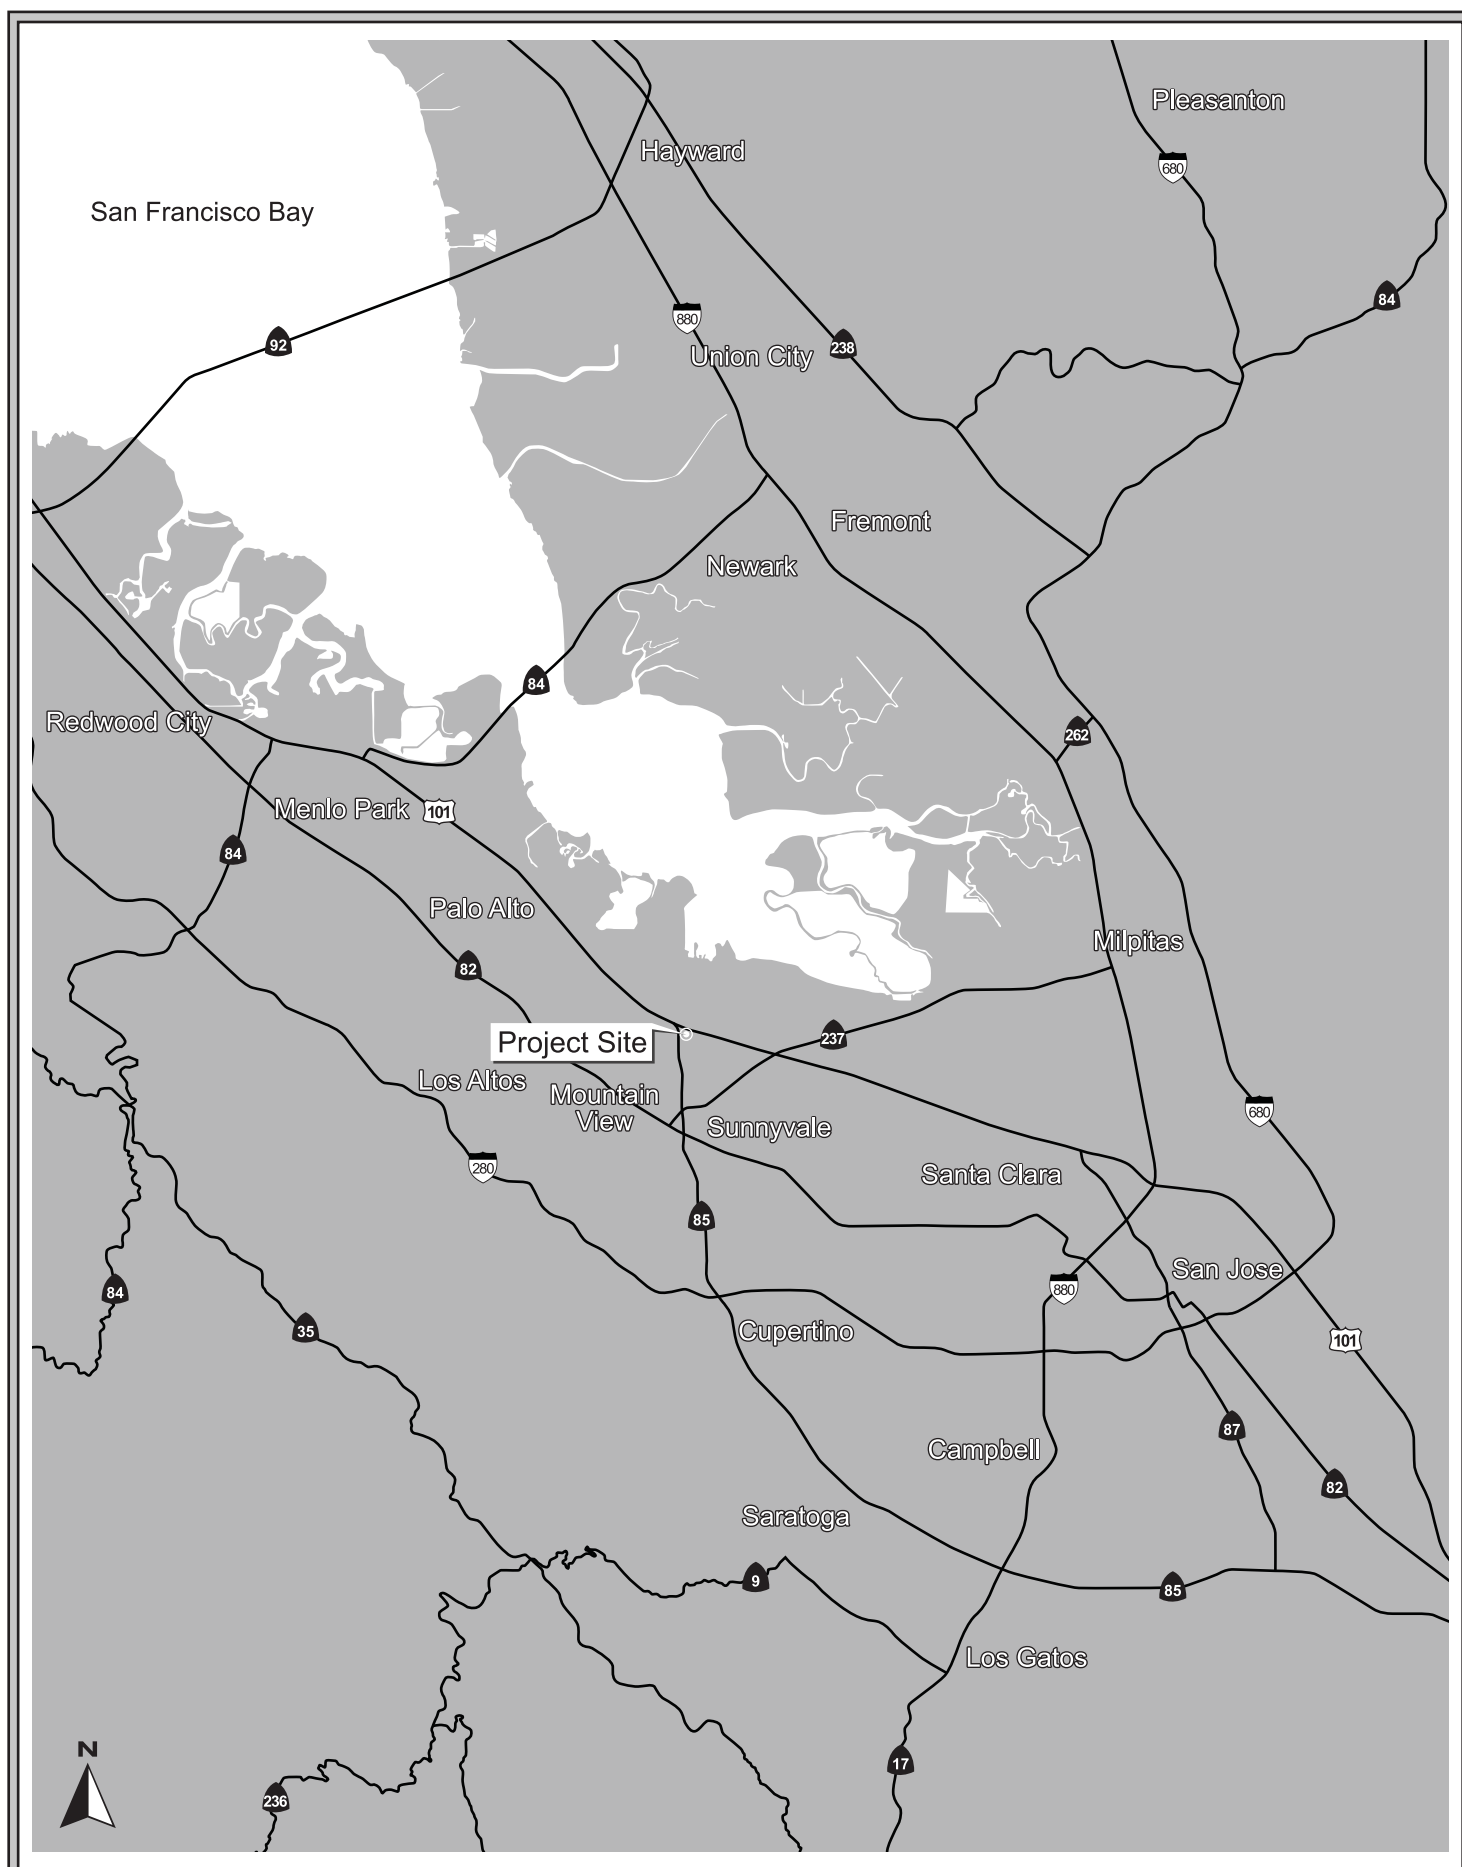 Pleasanton
Hayward
680
San Francisco Bay
84
880
92
238
Union City
Fremont
Newark
84
Redwood City
262
Menlo Park
101
84
Palo Alto
Milpitas
82
237
Project Site
Los Altos
Mountain
View
680
Sunnyvale
280
Santa Clara
85
San Jose
84
880
35
Cupertino
101
87
Campbell
82
Saratoga
9
85
Los Gatos
N
17
236